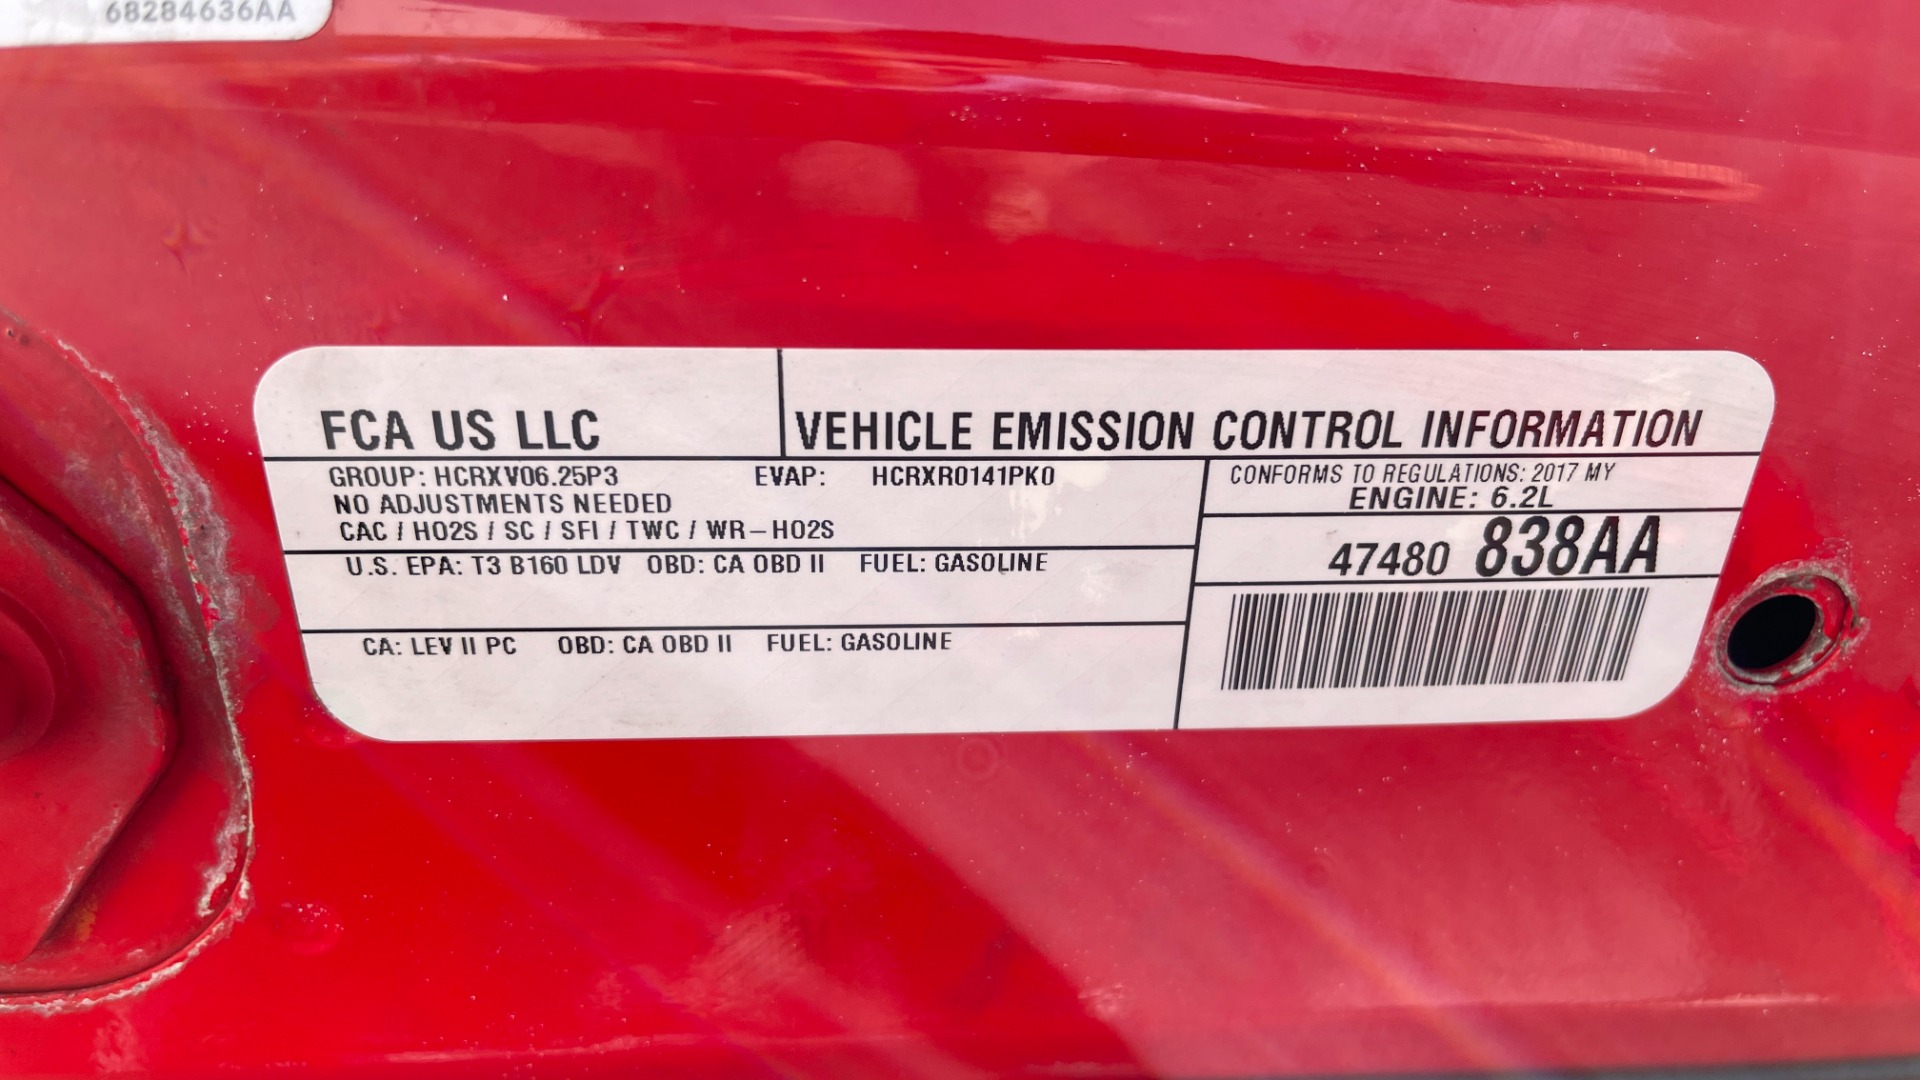 68284636AA
FCA US LLC
VEHICLE EMISSION CONTROL INFORMATION
GROUP: HCRXV06.25P3 EVAP: HCRXR0141PK0
NO ADJUSTMENTS NEEDED
CAC / HO2S / SC / SFI / TWC / WR-HO2S
CONFORMS TO REGULATIONS: 2017 MY
ENGINE: 6.2L
47480 838AA
U.S. EPA: T3 B160 LDV OBD: CA OBD II FUEL: GASOLINE
CA: LEV II PC OBD: CA OBD II FUEL: GASOLINE